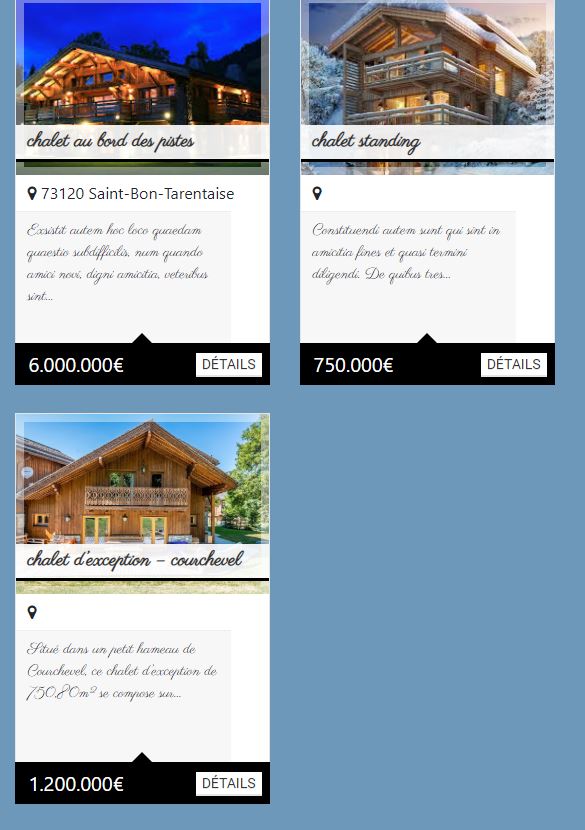 chalet au bord des pistes
73120 Saint-Bon-Tarentaise
Exsistit autem hoc loco quaedam
quaestio subdifficilis, num quando
amici novi, digni amicitia, veteribus
sint...
6.000.000€
DÉTAILS
chalet standing
Constituendi autem sunt qui sint in
amicitia fines et quasi termini
diligendi. De quibus tres...
750.000€
DÉTAILS
chalet d'exception – courchevel
Situé dans un petit hameau de
Courchevel, ce chalet d'exception de
750,80m² se compose sur...
1.200.000€
DÉTAILS